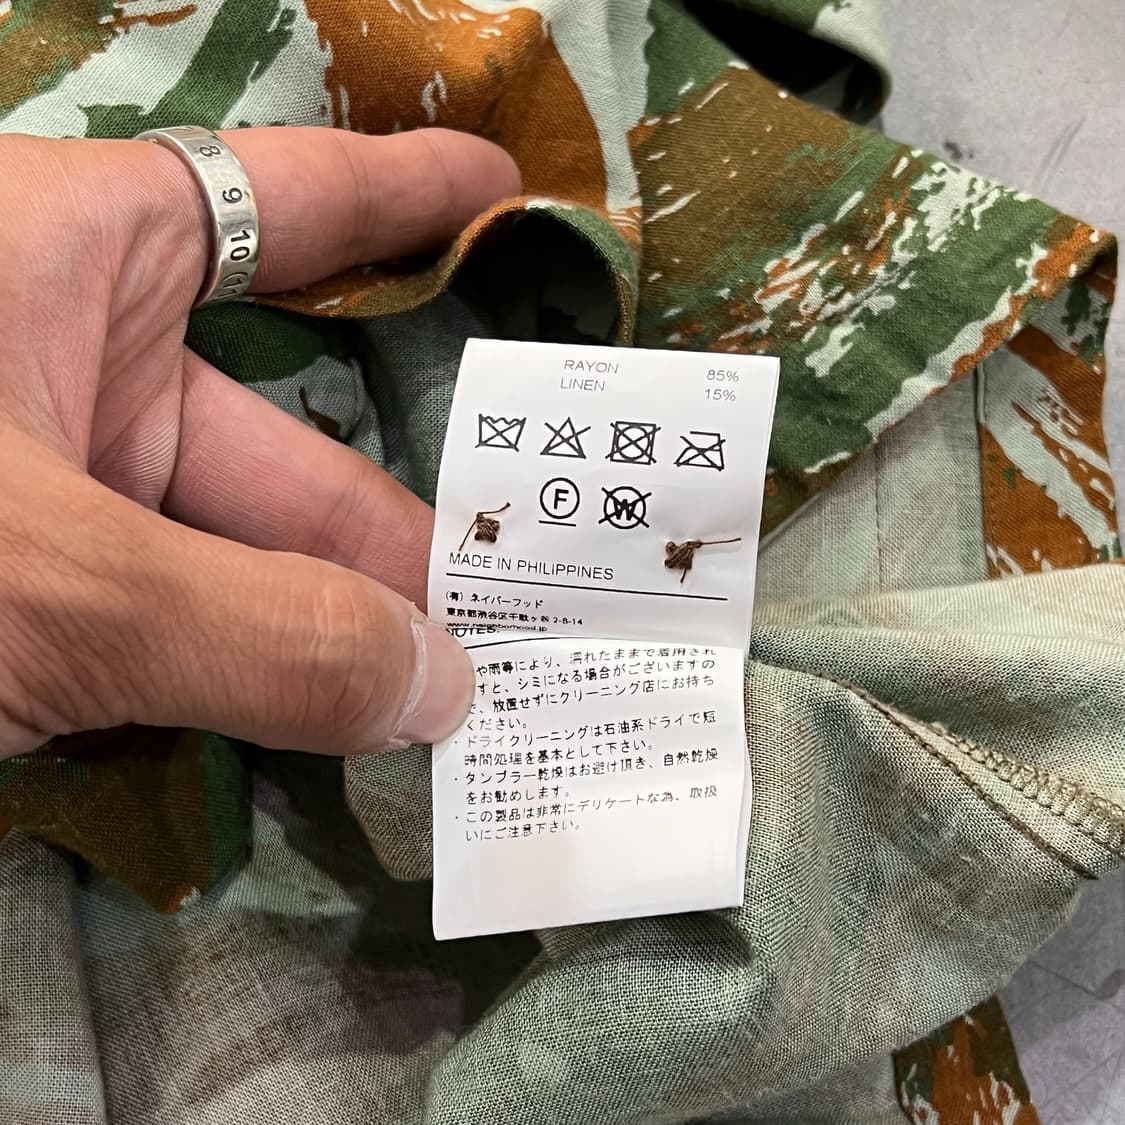 8
9
10
RAYON 85%
LINEN 15%
F
W
MADE IN PHILIPPINES
(有) ネイバーフッド
東京都渋谷区千駄ヶ谷 2-8-14
www.neighborhood.jp
NOTES:
や雨等により、濡れたままで着用され
すと、シミになる場合がございますの
で、放置せずにクリーニング店にお持ち
ください。
・ドライクリーニングは石油系ドライで短
時間処理を基本として下さい。
・タンブラー乾燥はお避け頂き、自然乾燥
をお勧めします。
・この製品は非常にデリケートな為、取扱
いにご注意下さい。